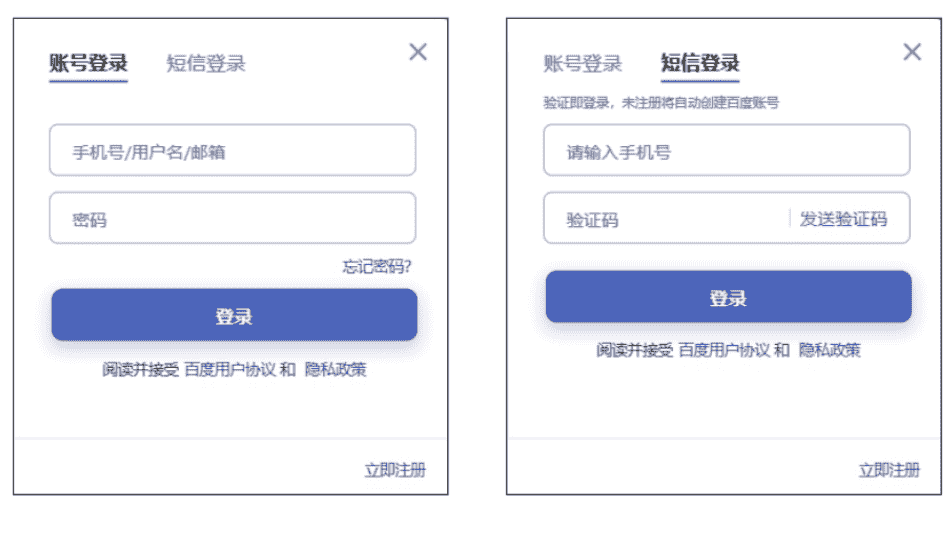 账号登录 短信登录
手机号/用户名/邮箱
密码
忘记密码?
登录
阅读并接受 百度用户协议 和 隐私政策
立即注册
账号登录 短信登录
验证即登录，未注册将自动创建百度账号
请输入手机号
验证码 发送验证码
登录
阅读并接受 百度用户协议 和 隐私政策
立即注册